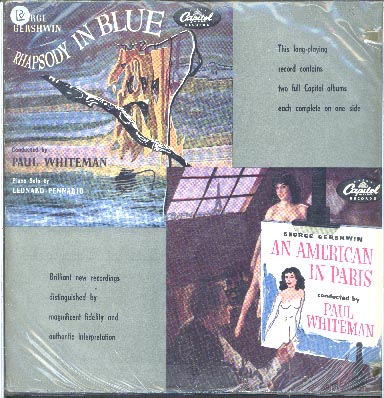 GEORGE
GERSHWIN
RHAPSODY IN BLUE
Capitol
RECORDS
Conducted by
PAUL WHITEMAN
Piano Solo by
LEONARD PENNARIO
This long-playing
record contains
two full Capitol albums
each complete on one side
Capitol
RECORDS
GEORGE GERSHWIN
AN AMERICAN
IN PARIS
conducted by
PAUL
WHITEMAN
Brilliant new recordings
distinguished by
magnificent fidelity and
authentic interpretation